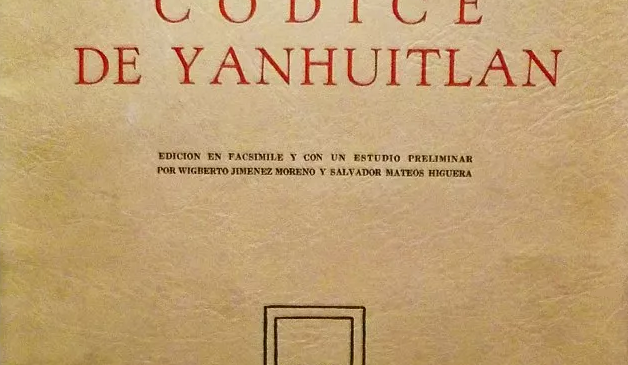 CODICE
DE YANHUITLAN
EDICION EN FACSIMILE Y CON UN ESTUDIO PRELIMINAR
POR WIGBERTO JIMENEZ MORENO Y SALVADOR MATEOS HIGUERA